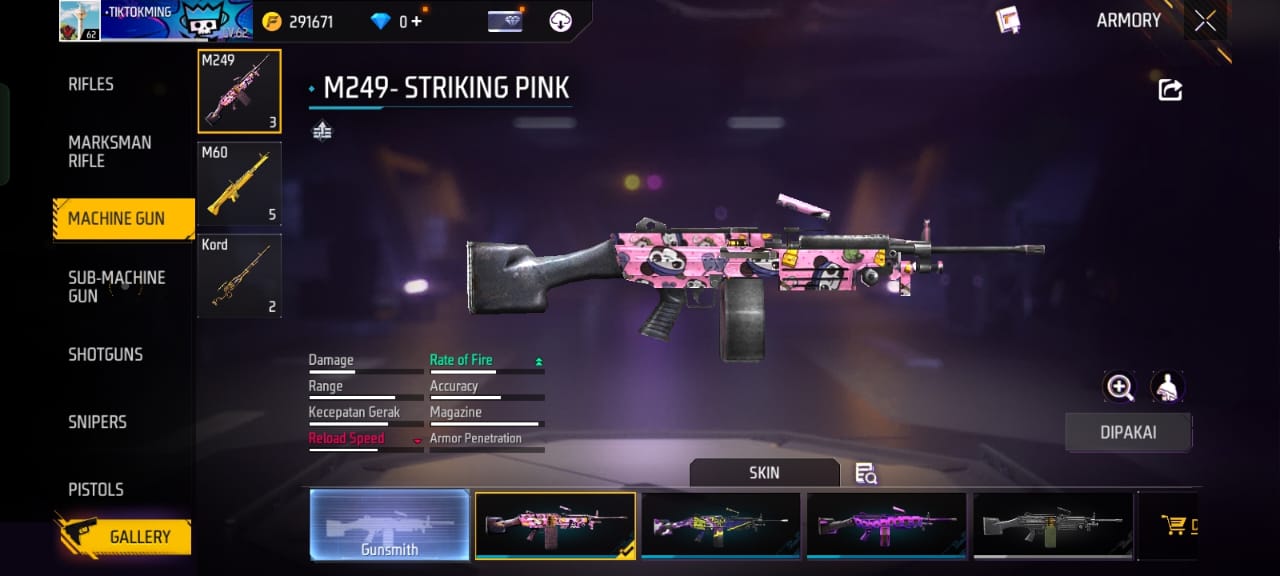 •TIKTOKMING
62
LV.62
291671
0 +
ARMORY
RIFLES
MARKSMAN
RIFLE
MACHINE GUN
SUB-MACHINE
GUN
SHOTGUNS
SNIPERS
PISTOLS
GALLERY
M249
3
M60
5
Kord
2
M249- STRIKING PINK
Damage
Rate of Fire
Range
Accuracy
Kecepatan Gerak
Magazine
Reload Speed
Armor Penetration
DIPAKAI
SKIN
Gunsmith